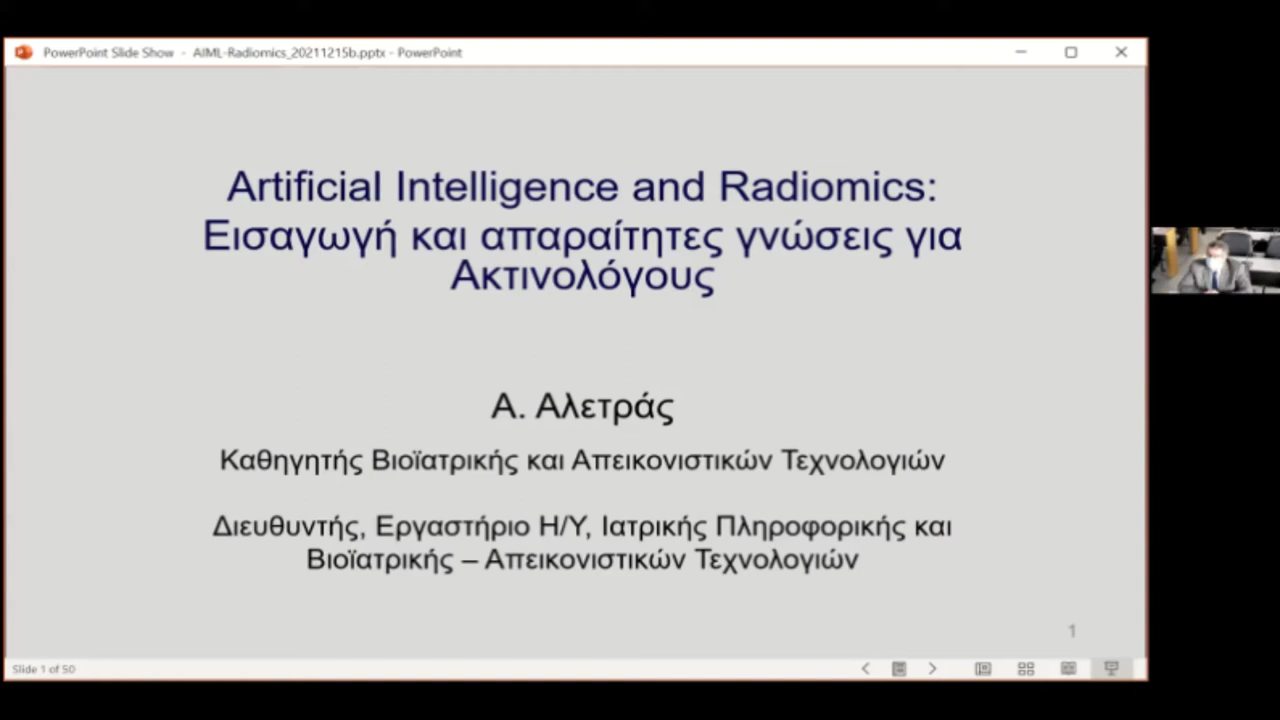 PowerPoint Slide Show - AIML-Radiomics_20211215b.pptx - PowerPoint
Artificial Intelligence and Radiomics:
Εισαγωγή και απαραίτητες γνώσεις για
Ακτινολόγους
Α. Αλετράς
Καθηγητής Βιοϊατρικής και Απεικονιστικών Τεχνολογιών
Διευθυντής, Εργαστήριο Η/Υ, Ιατρικής Πληροφορικής και
Βιοϊατρικής – Απεικονιστικών Τεχνολογιών
1
Slide 1 of 50